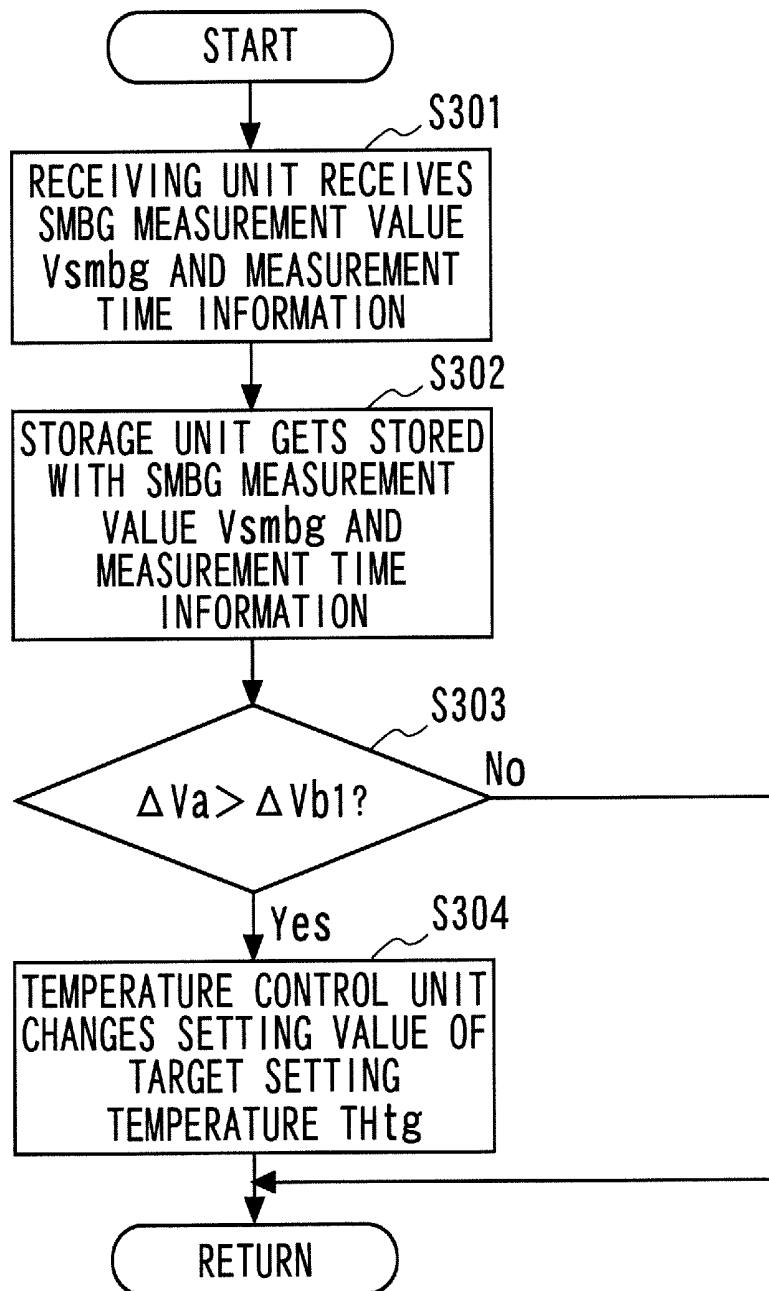 START
S301
RECEIVING UNIT RECEIVES
SMBG MEASUREMENT VALUE
Vsmbg AND MEASUREMENT
TIME INFORMATION
S302
STORAGE UNIT GETS STORED
WITH SMBG MEASUREMENT
VALUE Vsmbg AND
MEASUREMENT TIME
INFORMATION
S303
ΔVa＞ΔVb1?
No
Yes
S304
TEMPERATURE CONTROL UNIT
CHANGES SETTING VALUE OF
TARGET SETTING
TEMPERATURE THtg
RETURN